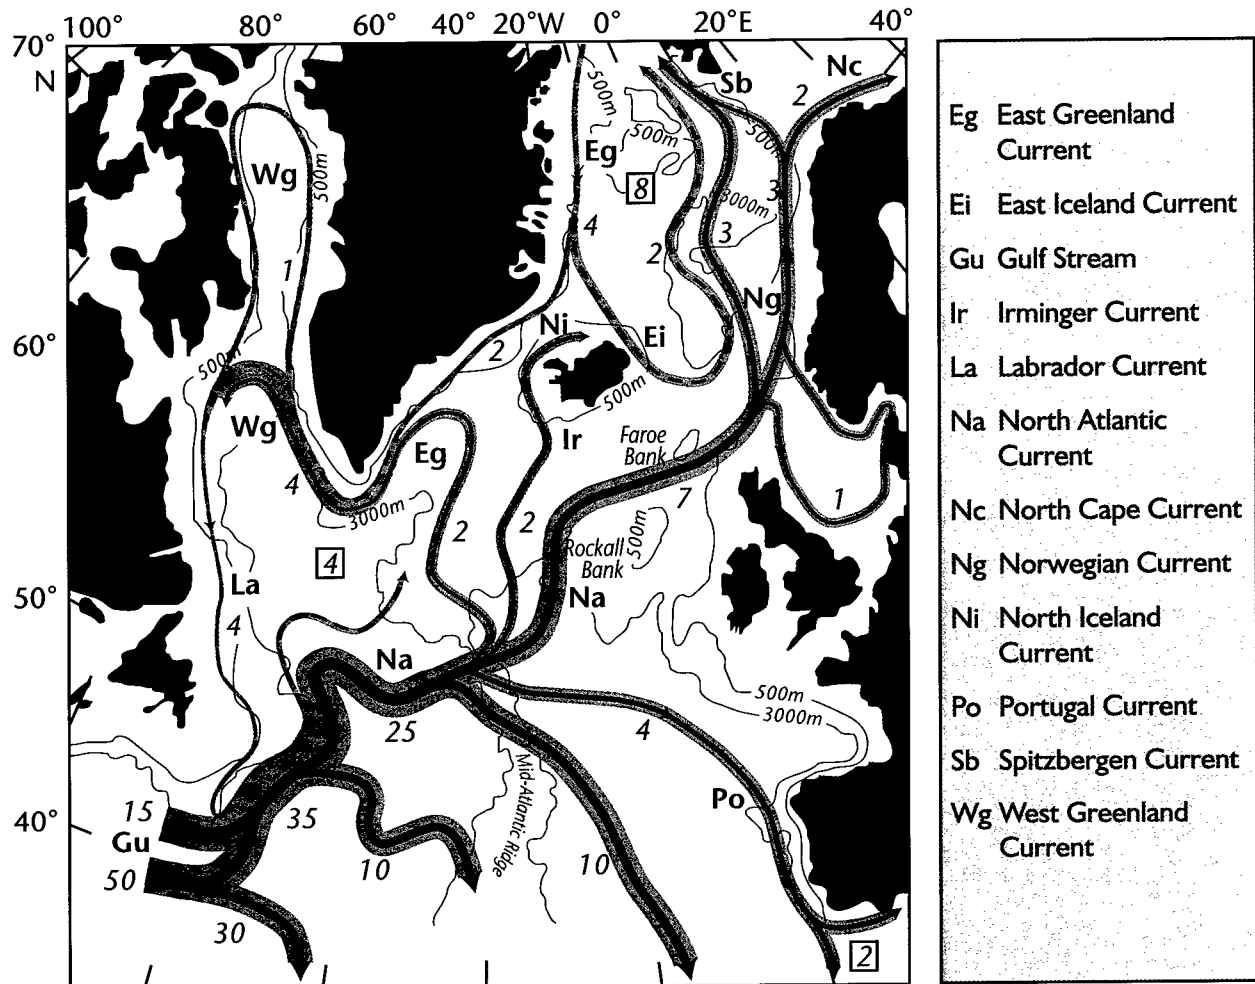 100° 80° 60° 40° 20°W 0° 20°E 40°
70°
N
60°
50°
40°
Sb
Nc
2
500m
500m
500m
Eg
8
3
3000m
Wg
500m
4
2
3
1
Ng
Ni
Ei
2
500m
500m
Wg
Ir
Eg
Faroe
Bank
4
3000m
7
1
2
2
500m
Rockall
Bank
4
La
Na
4
Na
500m
3000m
25
4
Mid-Atlantic Ridge
Po
15
35
Gu
10
10
50
30
2
Eg East Greenland
Current
Ei East Iceland Current
Gu Gulf Stream
Ir Irminger Current
La Labrador Current
Na North Atlantic
Current
Nc North Cape Current
Ng Norwegian Current
Ni North Iceland
Current
Po Portugal Current
Sb Spitzbergen Current
Wg West Greenland
Current